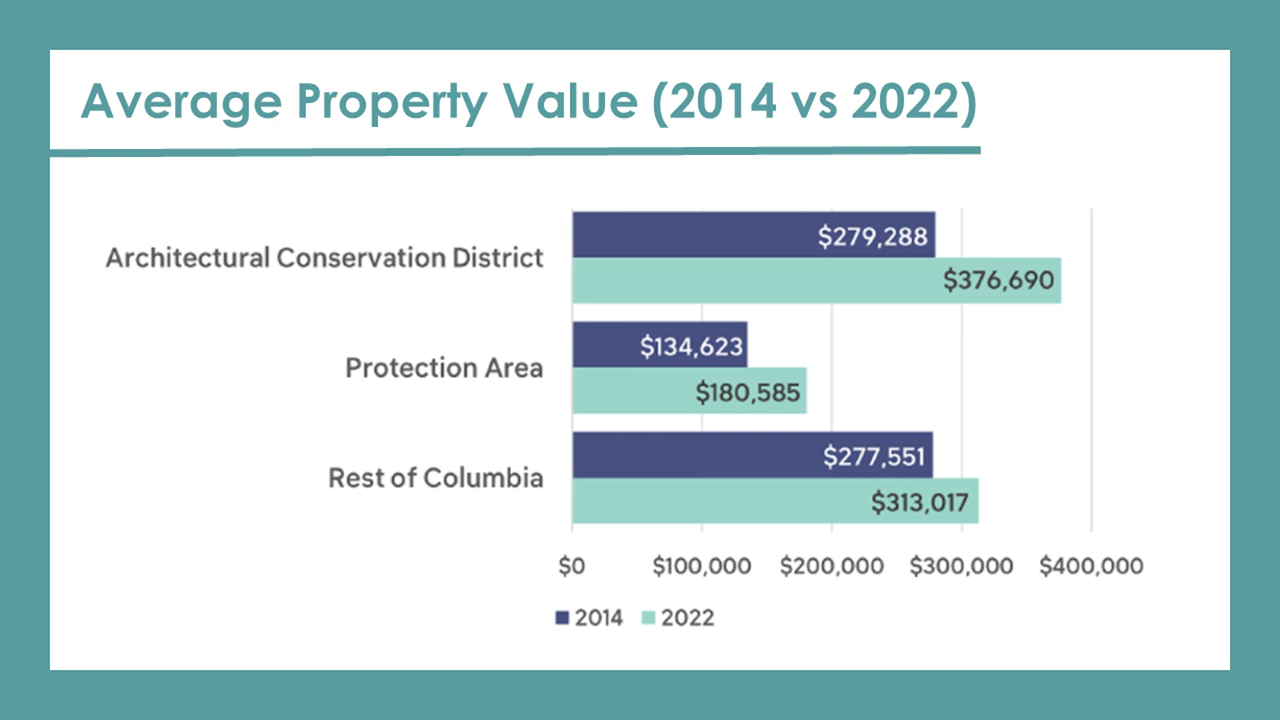 Average Property Value (2014 vs 2022)
Architectural Conservation District
$279,288
$376,690
Protection Area
$134,623
$180,585
Rest of Columbia
$277,551
$313,017
$0 $100,000 $200,000 $300,000 $400,000
2014 2022